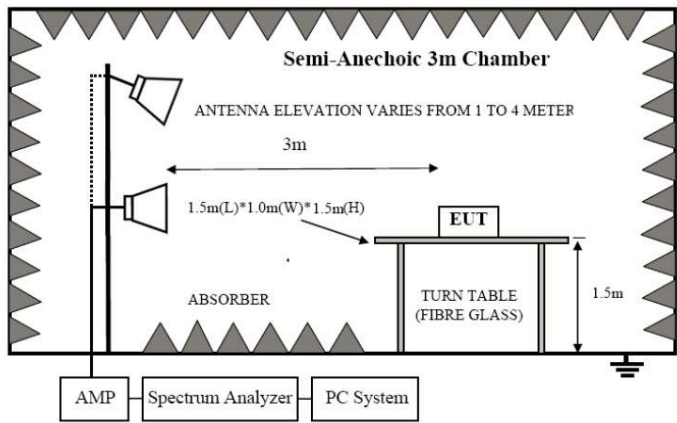 Semi-Anechoic 3m Chamber
ANTENNA ELEVATION VARIES FROM 1 TO 4 METER
3m
1.5m(L)*1.0m(W)*1.5m(H)
EUT
ABSORBER
TURN TABLE
(FIBRE GLASS)
1.5m
AMP
Spectrum Analyzer
PC System